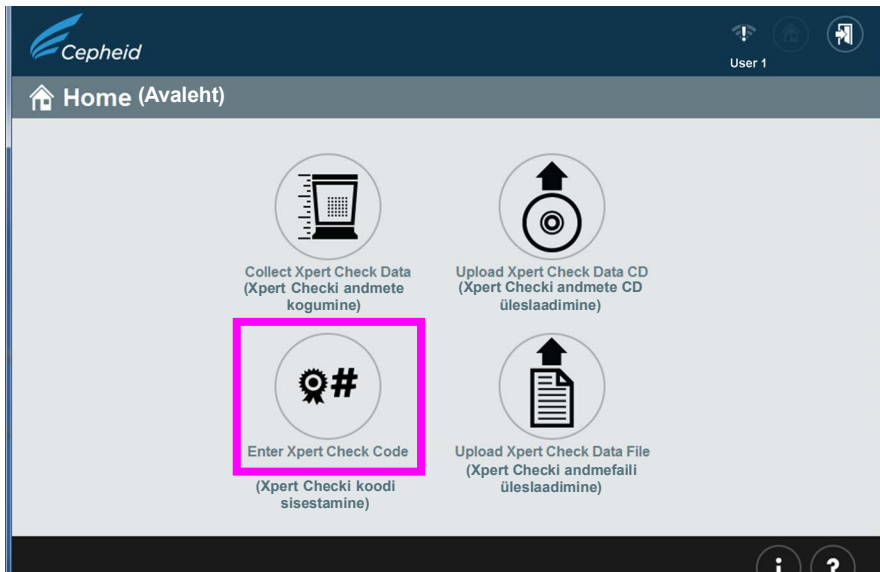 Cepheid
User 1
Home (Avaleht)
Collect Xpert Check Data
(Xpert Checki andmete
kogumine)
Upload Xpert Check Data CD
(Xpert Checki andmete CD
üleslaadimine)
#
Enter Xpert Check Code
(Xpert Checki koodi
sisestamine)
Upload Xpert Check Data File
(Xpert Checki andmefaili
üleslaadimine)
i
?